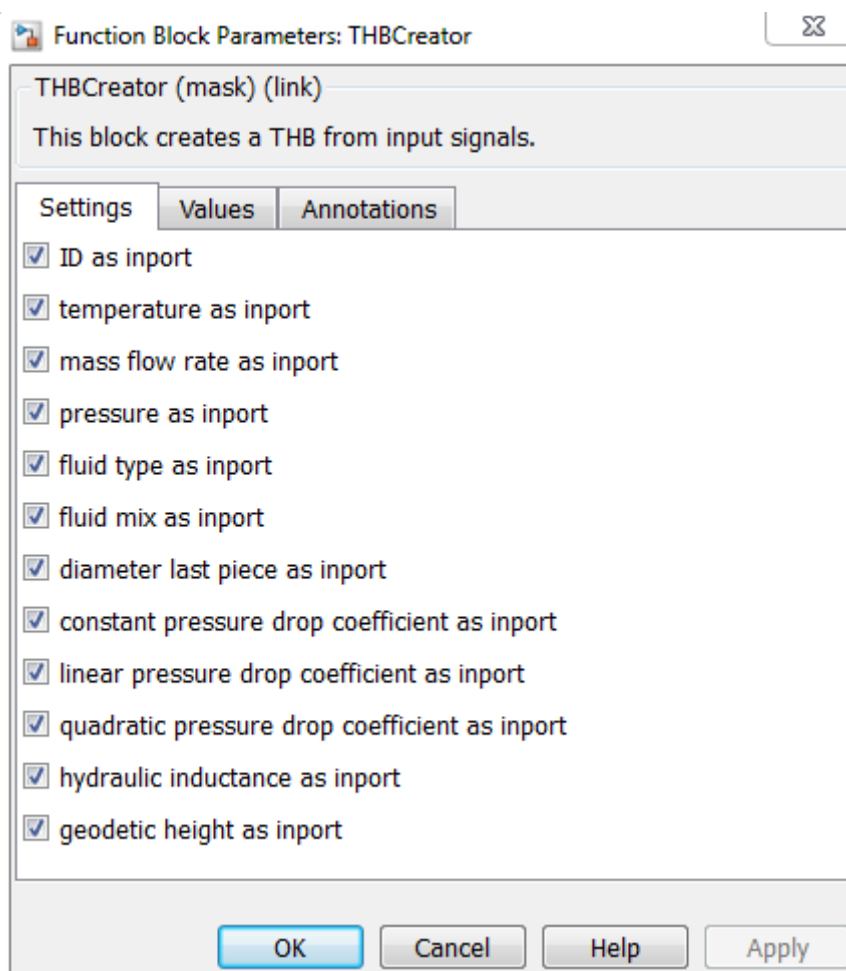 Function Block Parameters: THBCreator
THBCreator (mask) (link)
This block creates a THB from input signals.
Settings
Values
Annotations
ID as inport
temperature as inport
mass flow rate as inport
pressure as inport
fluid type as inport
fluid mix as inport
diameter last piece as inport
constant pressure drop coefficient as inport
linear pressure drop coefficient as inport
quadratic pressure drop coefficient as inport
hydraulic inductance as inport
geodetic height as inport
OK
Cancel
Help
Apply